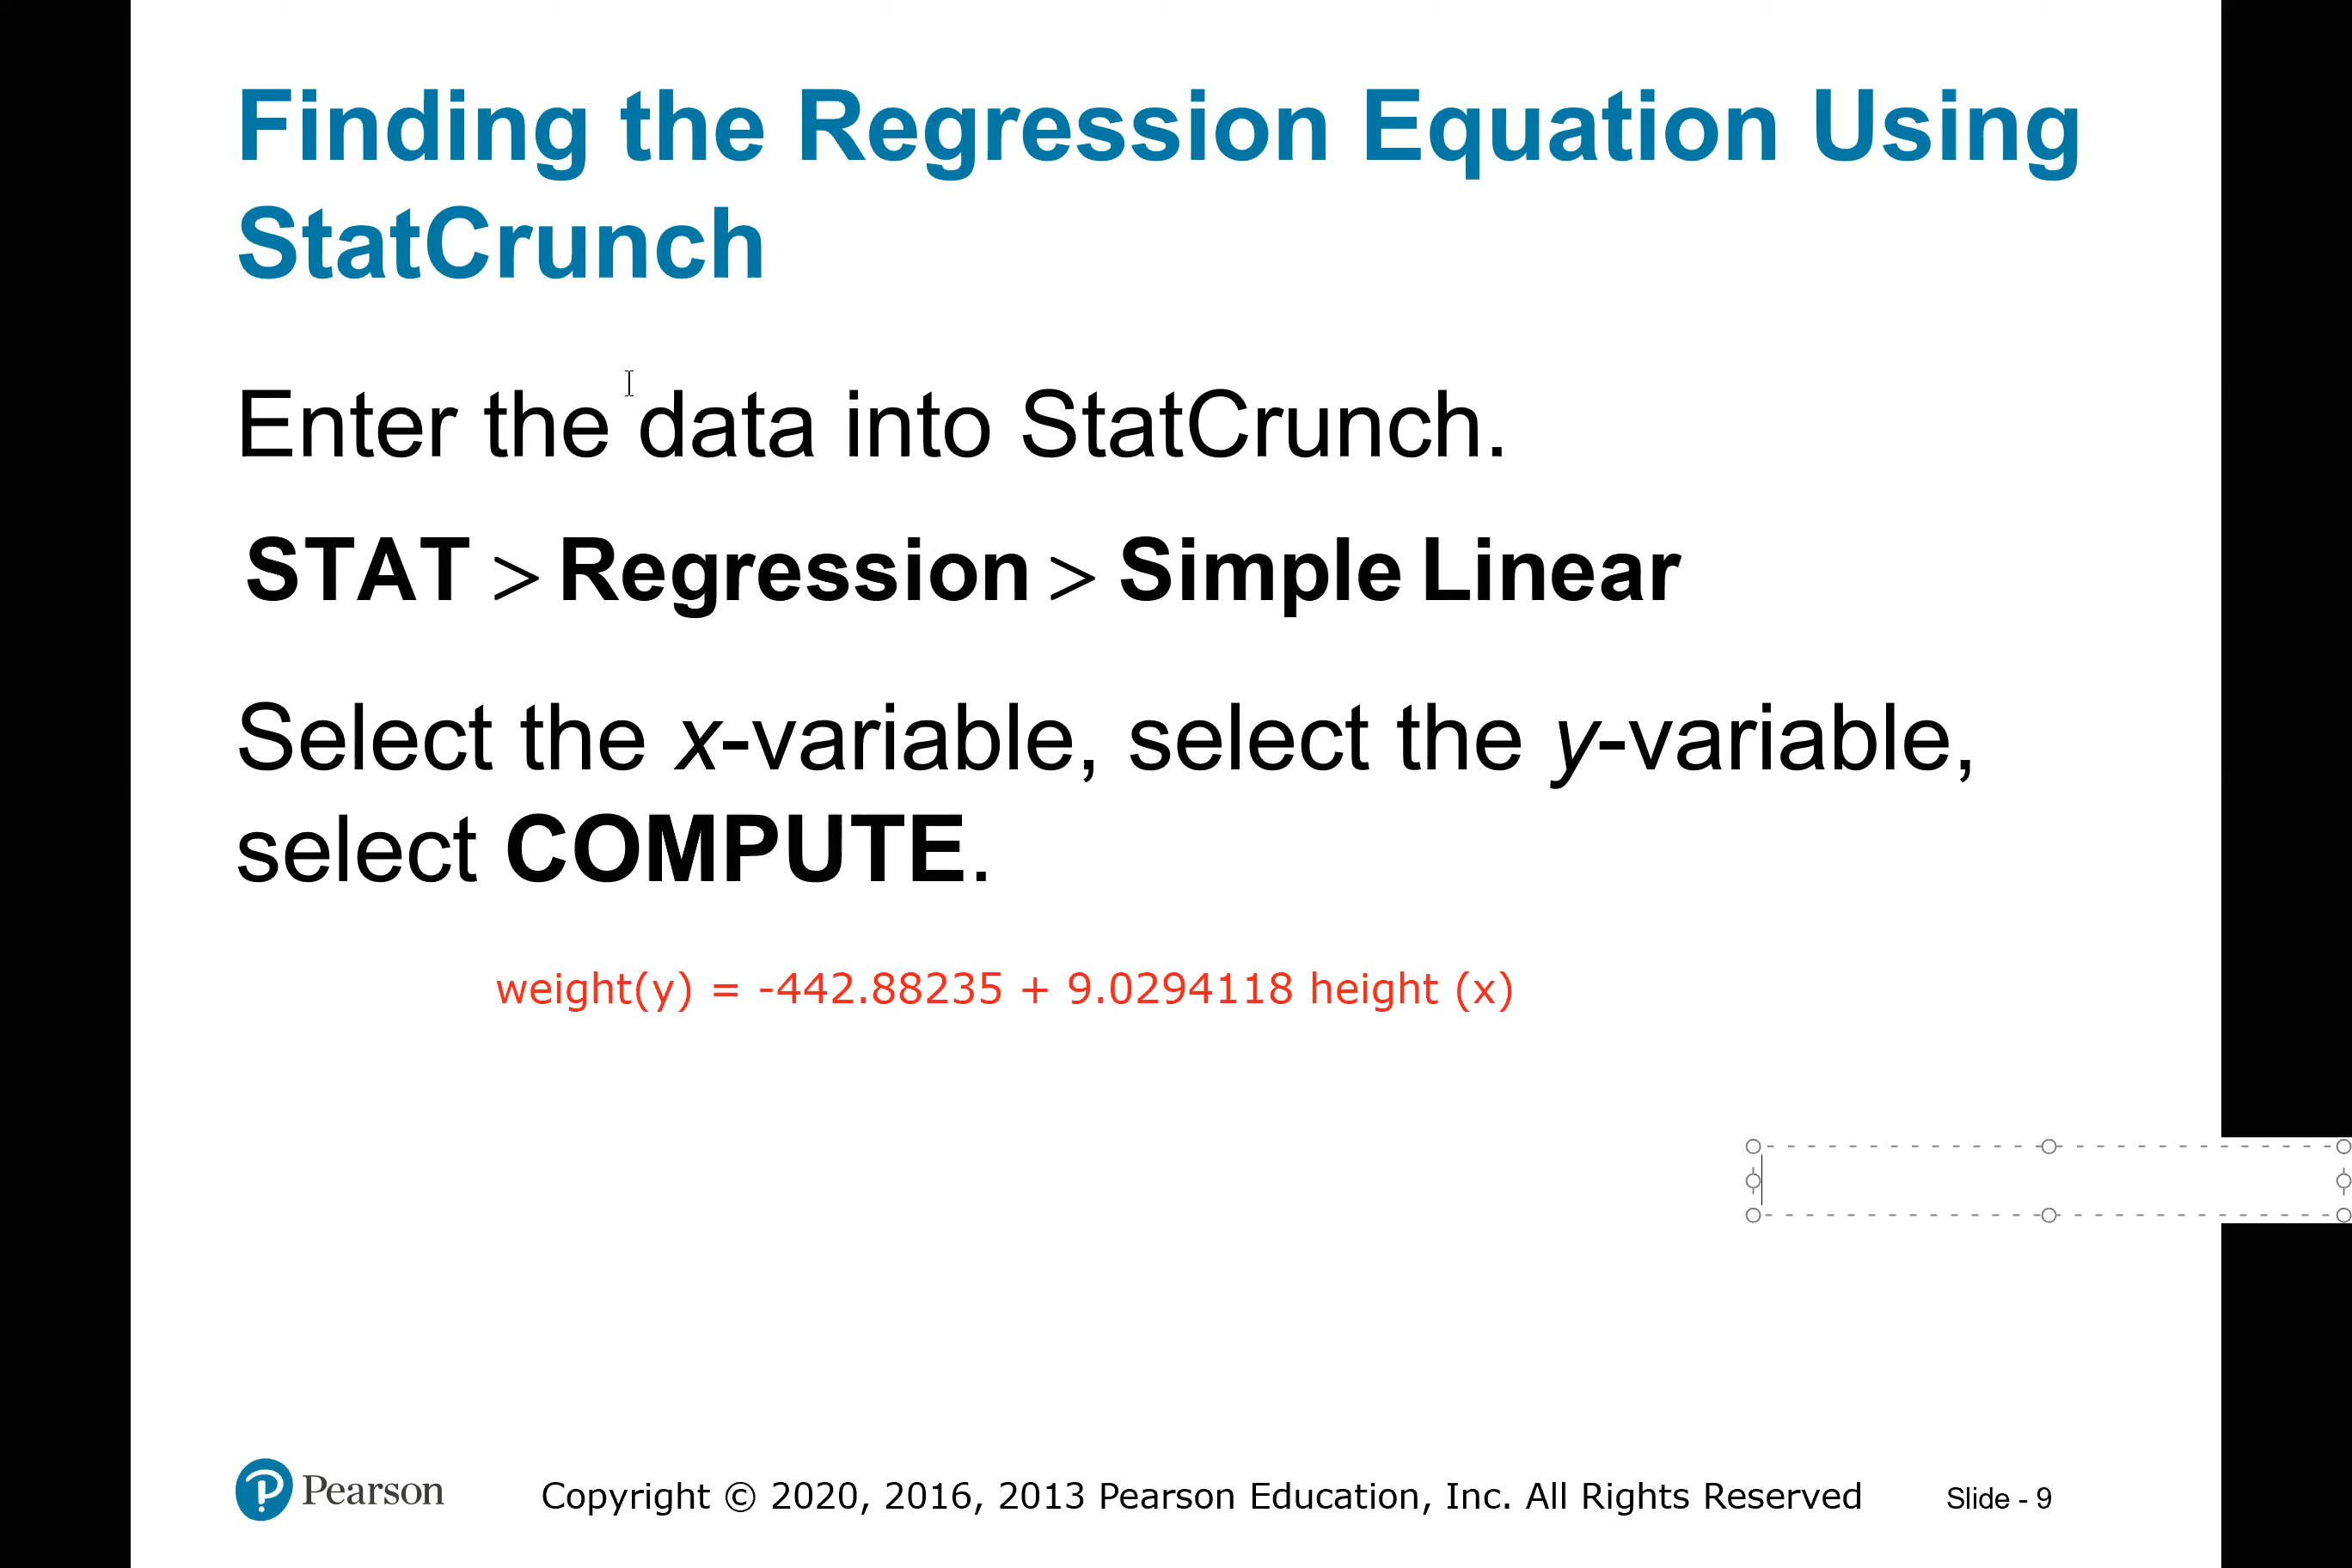 Finding the Regression Equation Using
StatCrunch
Enter the data into StatCrunch.
STAT > Regression > Simple Linear
Select the x-variable, select the y-variable,
select COMPUTE.
weight(y) = -442.88235 + 9.0294118 height (x)
Pearson
Copyright © 2020, 2016, 2013 Pearson Education, Inc. All Rights Reserved
Slide - 9